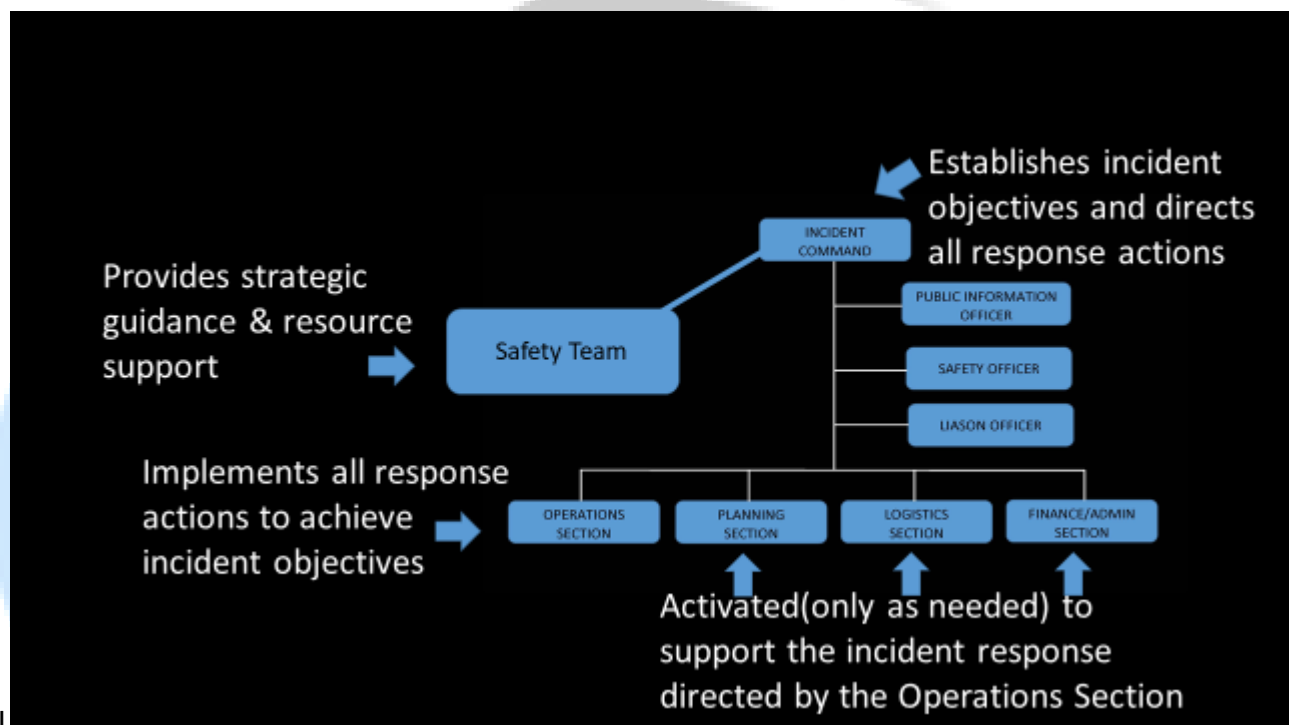 Establishes incident
objectives and directs
all response actions
INCIDENT
COMMAND
Provides strategic
guidance & resource
support
Safety Team
PUBLIC INFORMATION
OFFICER
SAFETY OFFICER
LIASON OFFICER
Implements all response
actions to achieve
incident objectives
OPERATIONS
SECTION
PLANNING
SECTION
LOGISTICS
SECTION
FINANCE/ADMIN
SECTION
Activated(only as needed) to
support the incident response
directed by the Operations Section